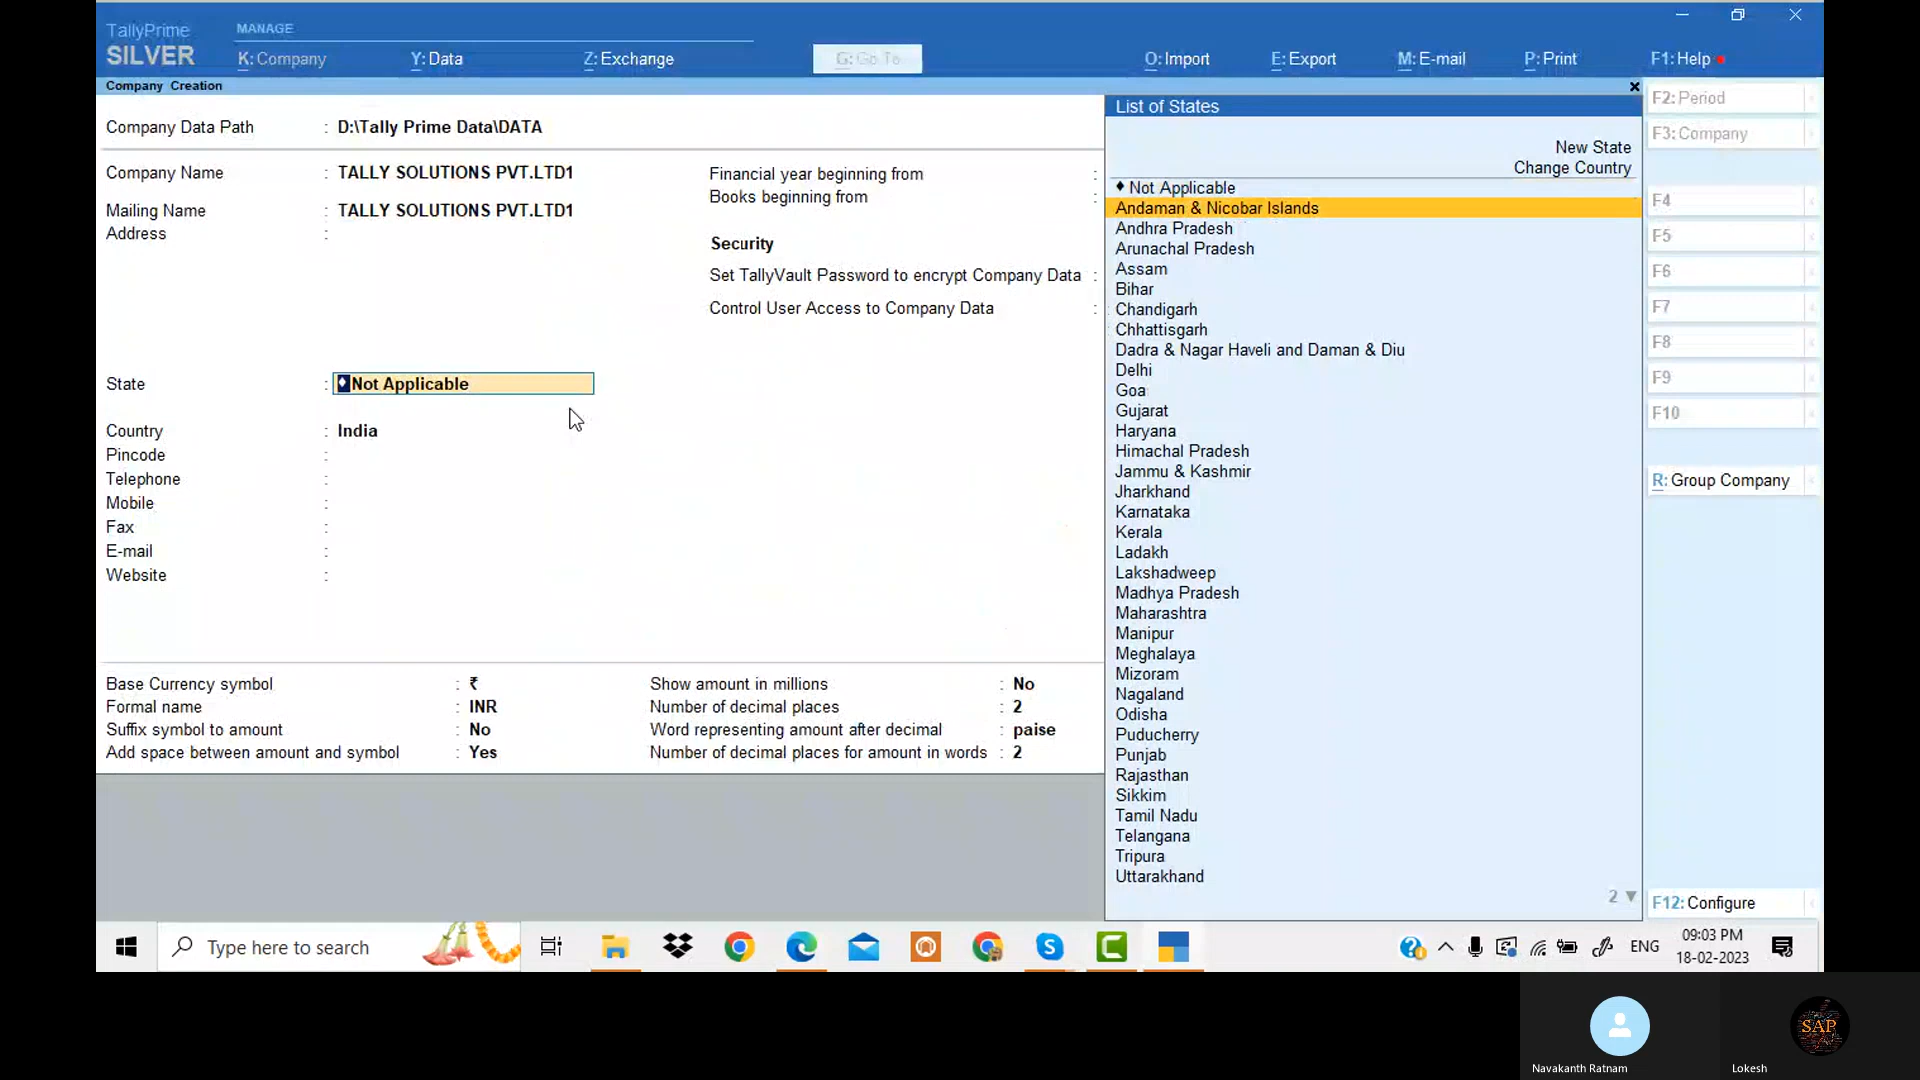 TallyPrime
SILVER
MANAGE
K: Company
Y: Data
Z: Exchange
G: Go To
O: Import
E: Export
M: E-mail
P: Print
F1: Help
Company Creation
Company Data Path : D:\Tally Prime Data\DATA
Company Name : TALLY SOLUTIONS PVT.LTD1
Mailing Name : TALLY SOLUTIONS PVT.LTD1
Address :
State : ♦Not Applicable
Country : India
Pincode :
Telephone :
Mobile :
Fax :
E-mail :
Website :
Financial year beginning from :
Books beginning from :
Security
Set TallyVault Password to encrypt Company Data :
Control User Access to Company Data :
Base Currency symbol : ₹
Formal name : INR
Suffix symbol to amount : No
Add space between amount and symbol : Yes
Show amount in millions : No
Number of decimal places : 2
Word representing amount after decimal : paise
Number of decimal places for amount in words : 2
List of States
New State
Change Country
♦ Not Applicable
Andaman & Nicobar Islands
Andhra Pradesh
Arunachal Pradesh
Assam
Bihar
Chandigarh
Chhattisgarh
Dadra & Nagar Haveli and Daman & Diu
Delhi
Goa
Gujarat
Haryana
Himachal Pradesh
Jammu & Kashmir
Jharkhand
Karnataka
Kerala
Ladakh
Lakshadweep
Madhya Pradesh
Maharashtra
Manipur
Meghalaya
Mizoram
Nagaland
Odisha
Puducherry
Punjab
Rajasthan
Sikkim
Tamil Nadu
Telangana
Tripura
Uttarakhand
2 ▼
F2: Period
F3: Company
F4
F5
F6
F7
F8
F9
F10
R: Group Company
F12: Configure
Type here to search
ENG
09:03 PM
18-02-2023
SAP
Navakanth Ratnam
Lokesh